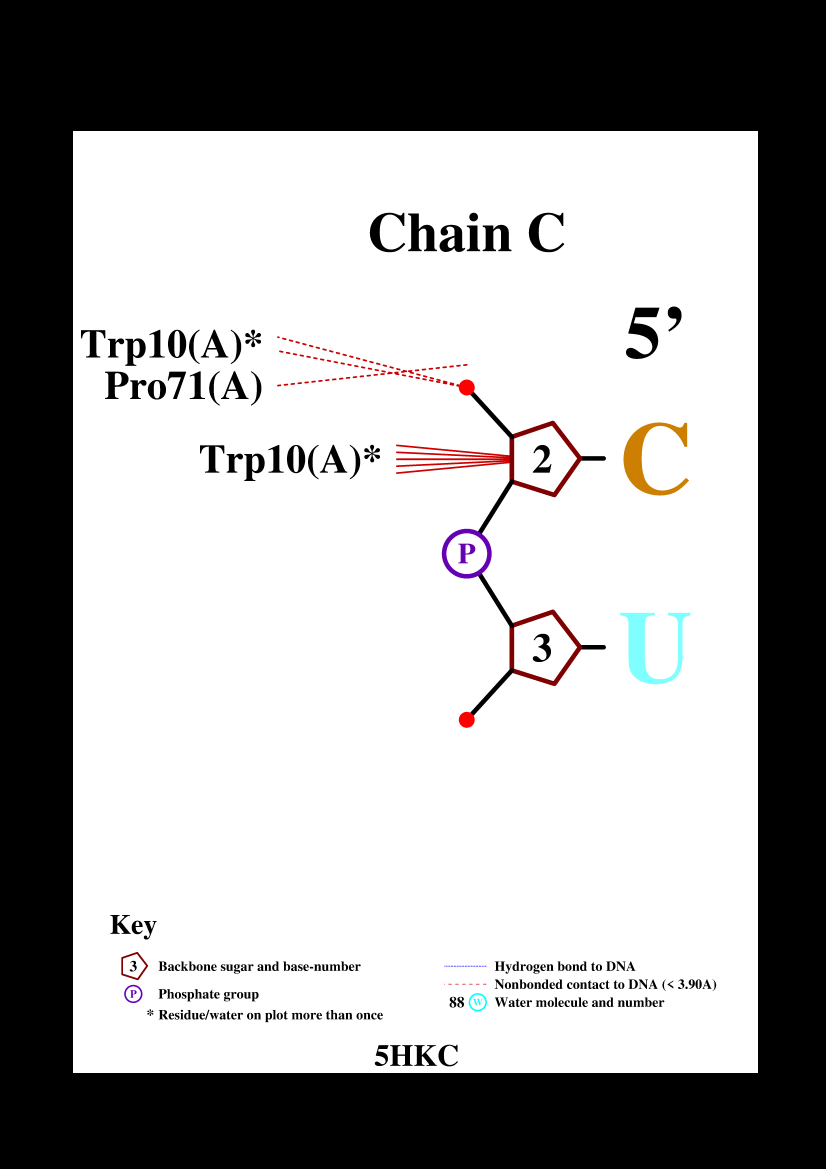 Chain C
5’
Trp10(A)*
Pro71(A)
Trp10(A)*
2
C
P
3
U
Key
3 Backbone sugar and base-number
P Phosphate group
* Residue/water on plot more than once
Hydrogen bond to DNA
Nonbonded contact to DNA (< 3.90A)
88 W Water molecule and number
5HKC